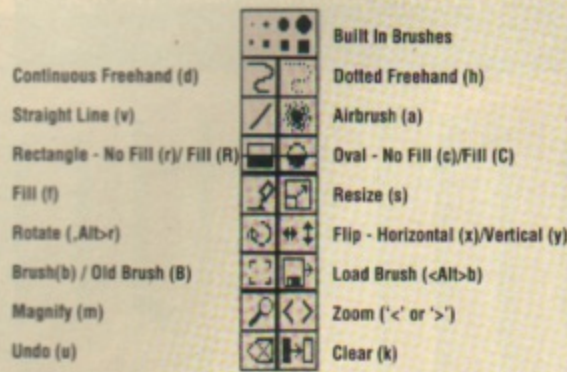 Built In Brushes
Continuous Freehand (d)
Dotted Freehand (h)
Straight Line (v)
Airbrush (a)
Rectangle - No Fill (r)/ Fill (R)
Oval - No Fill (c)/Fill (C)
Fill (f)
Resize (s)
Rotate (,Alt>r)
Flip - Horizontal (x)/Vertical (y)
Brush(b) / Old Brush (B)
Load Brush (<Alt>b)
Magnify (m)
Zoom ('<' or '>')
Undo (u)
Clear (k)